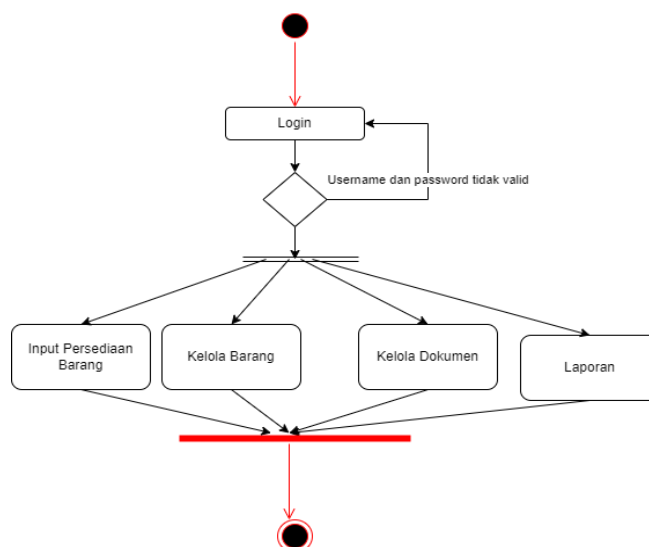 Login
Username dan password tidak valid
Input Persediaan
Barang
Kelola Barang
Kelola Dokumen
Laporan